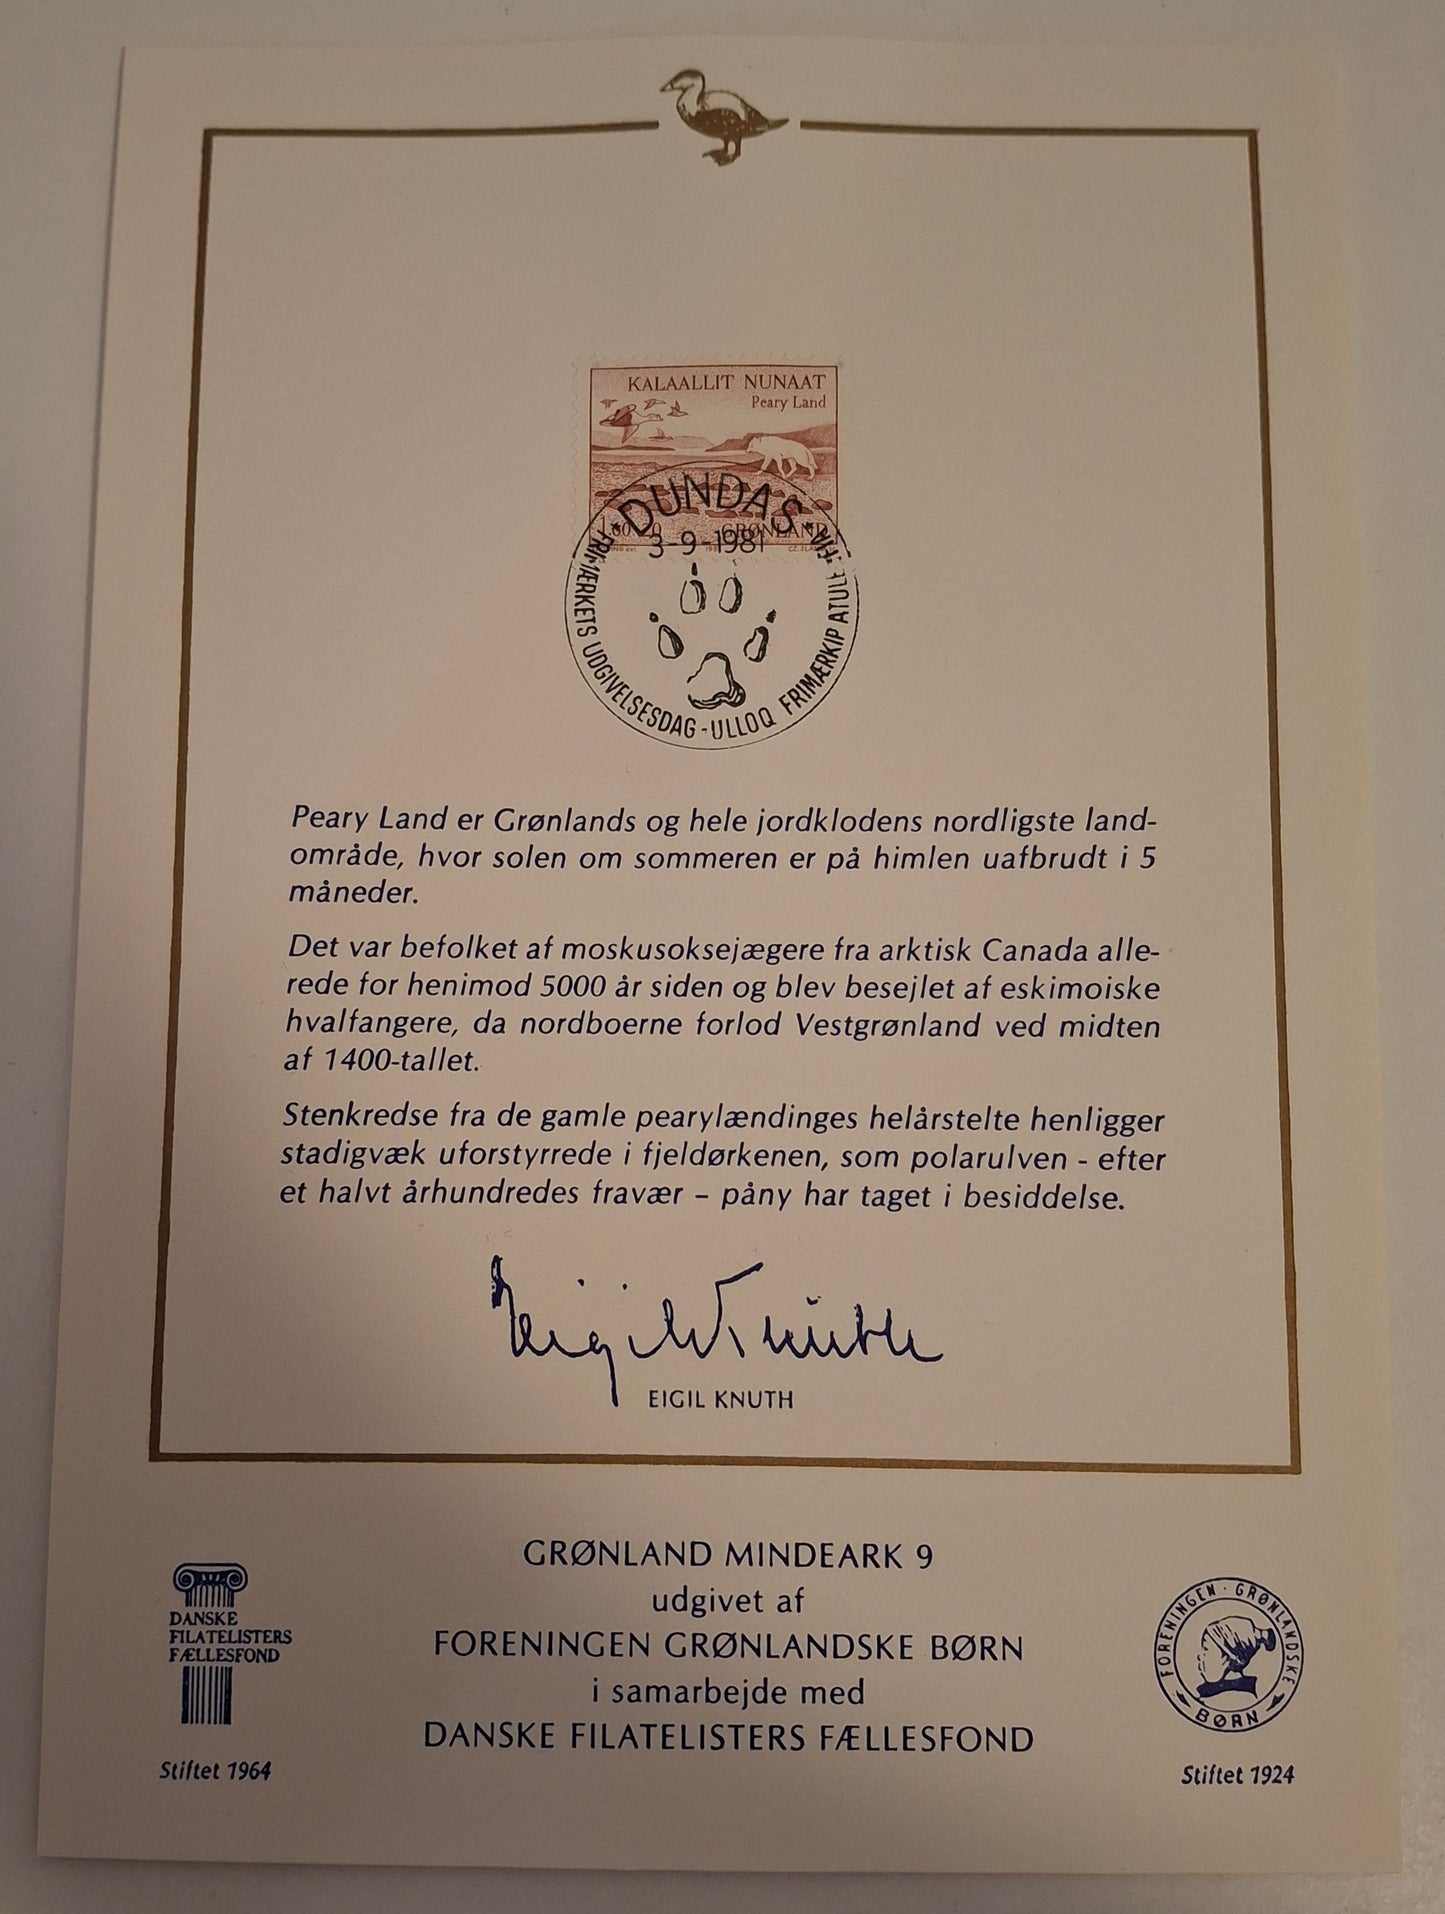 KALAALLIT NUNAAT
Peary Land
GRØNLAND
DUNDAS
3-9-1981
FRIMÆRKETS UDGIVELSESDAG - ULLOQ FRIMÆRKIP
Peary Land er Grønlands og hele jordklodens nordligste land-
område, hvor solen om sommeren er på himlen uafbrudt i 5
måneder.
Det var befolket af moskusoksejægere fra arktisk Canada alle-
rede for henimod 5000 år siden og blev besejlet af eskimoiske
hvalfangere, da nordboerne forlod Vestgrønland ved midten
af 1400-tallet.
Stenkredse fra de gamle pearylændinges helårstelte henligger
stadigvæk uforstyrrede i fjeldørkenen, som polarulven - efter
et halvt århundredes fravær – påny har taget i besiddelse.
Eigil Knuth
EIGIL KNUTH
GRØNLAND MINDEARK 9
udgivet af
FORENINGEN GRØNLANDSKE BØRN
i samarbejde med
DANSKE FILATELISTERS FÆLLESFOND
DANSKE
FILATELISTERS
FÆLLESFOND
Stiftet 1964
FORENINGEN · GRØNLANDSKE
BØRN
Stiftet 1924